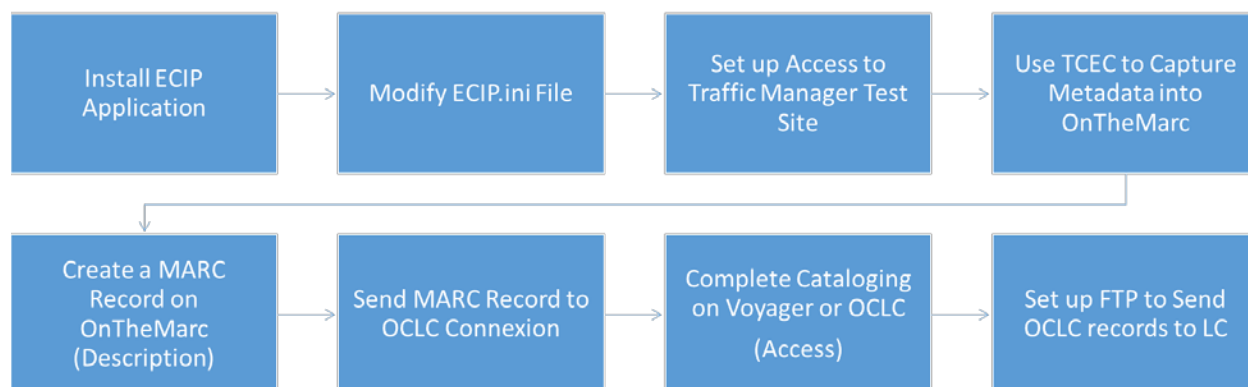 Install ECIP
Application
Modify ECIP.ini File
Set up Access to
Traffic Manager Test
Site
Use TCEC to Capture
Metadata into
OnTheMarc
Create a MARC
Record on
OnTheMarc
(Description)
Send MARC Record to
OCLC Connexion
Complete Cataloging
on Voyager or OCLC
(Access)
Set up FTP to Send
OCLC records to LC